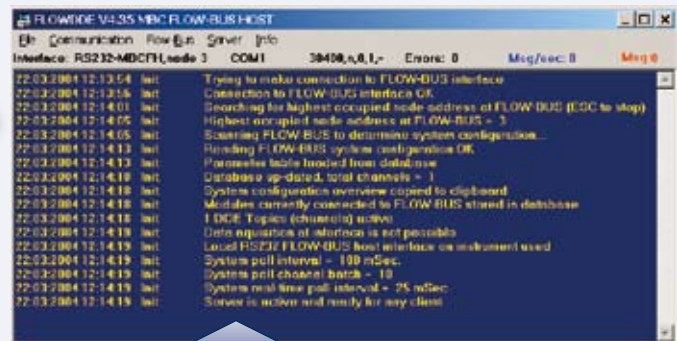 FLOWDDE V4.35 MBC FLOW-BUS HOST
File Communication Flow-Bus Server Info
Interface: RS232-MBCFH,node 3 COM1 38400,n,8,1,- Errors: 0 Msg/sec: 0 Msg 0
22:03:2004 12:13:54 Init Trying to make connection to FLOW-BUS interface
22:03:2004 12:13:56 Init Connection to FLOW-BUS interface OK
22:03:2004 12:14:01 Init Searching for highest occupied node-address at FLOW-BUS (ESC to stop)
22:03:2004 12:14:05 Init Highest occupied node address at FLOW-BUS = 3
22:03:2004 12:14:05 Init Scanning FLOW-BUS to determine system configuration...
22:03:2004 12:14:13 Init Reading FLOW-BUS system configuration OK
22:03:2004 12:14:13 Init Parameter table loaded from database
22:03:2004 12:14:18 Init Database up-dated, total channels = 1
22:03:2004 12:14:18 Init System configuration overview copied to clipboard
22:03:2004 12:14:18 Init Modules currently connected to FLOW-BUS stored in database
22:03:2004 12:14:18 Init 1 DDE Topics (channels) active
22:03:2004 12:14:19 Init Data aquisition at interface is not possible
22:03:2004 12:14:19 Init Local RS232 FLOW-BUS host interface on instrument used
22:03:2004 12:14:19 Init System poll interval = 100 mSec.
22:03:2004 12:14:19 Init System poll channel batch = 10
22:03:2004 12:14:19 Init System real-time poll interval = 25 mSec.
22:03:2004 12:14:19 Init Server is active and ready for any client